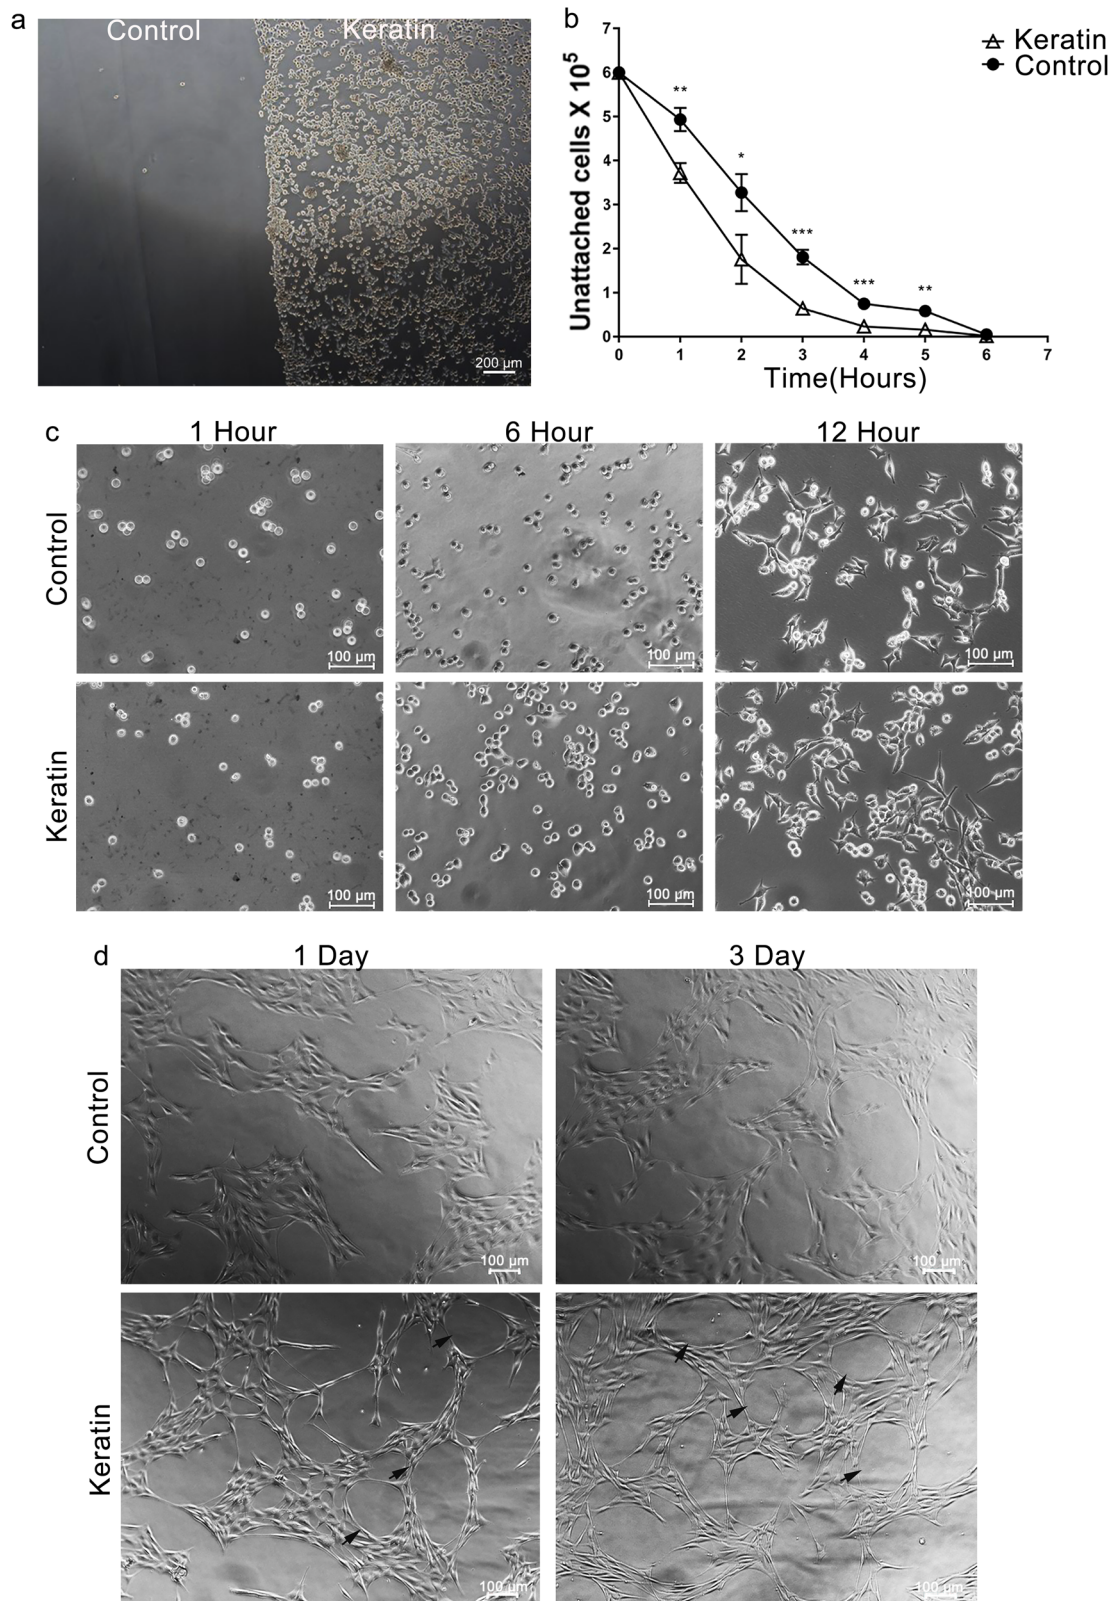 a
Control
Keratin
200 µm
b
Keratin
Control
Unattached cells X 10⁵
7
6
5
4
3
2
1
0
**
*
***
***
**
0 1 2 3 4 5 6 7
Time(Hours)
c
1 Hour
6 Hour
12 Hour
Control
100 µm
100 µm
100 µm
Keratin
100 µm
100 µm
100 µm
d
1 Day
3 Day
Control
100 µm
100 µm
Keratin
100 µm
100 µm